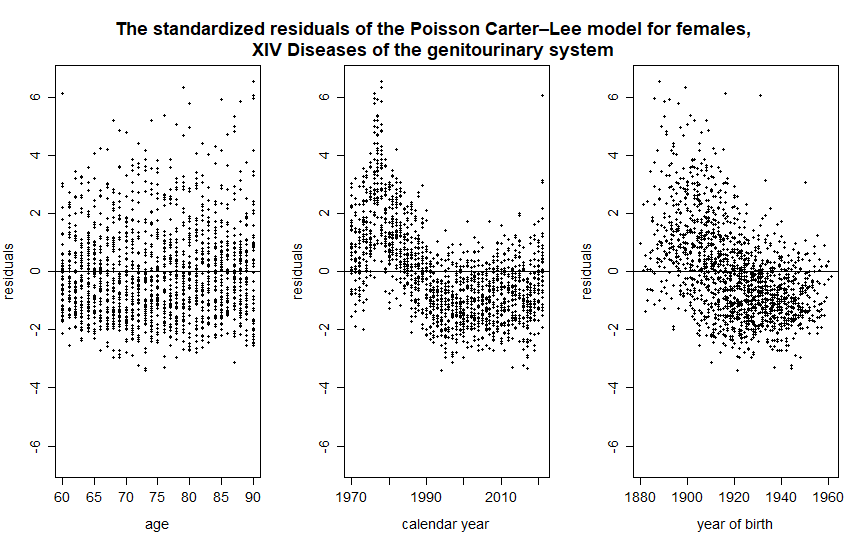 The standardized residuals of the Poisson Carter–Lee model for females,
XIV Diseases of the genitourinary system
residuals
6
4
2
0
-2
-4
-6
60 65 70 75 80 85 90
age
residuals
6
4
2
0
-2
-4
-6
1970 1990 2010
calendar year
residuals
6
4
2
0
-2
-4
-6
1880 1900 1920 1940 1960
year of birth